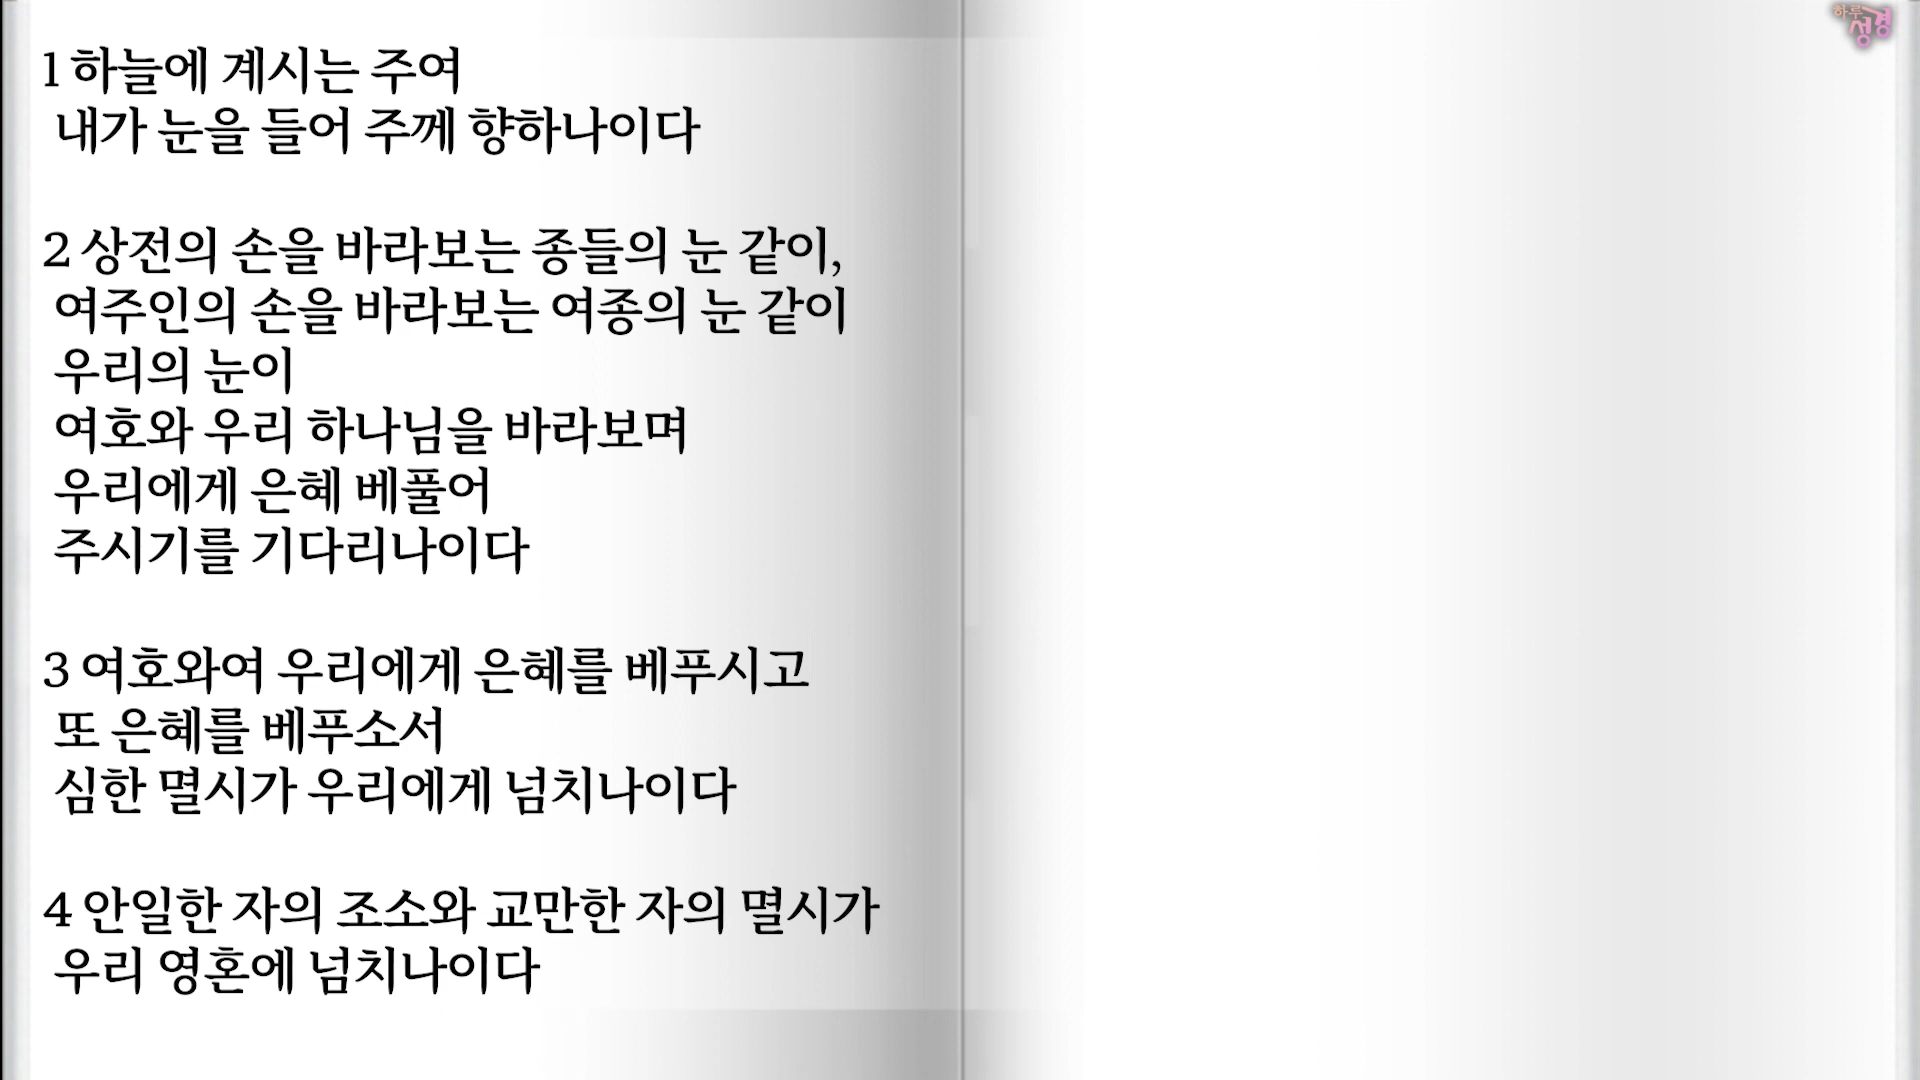 1 하늘에 계시는 주여
내가 눈을 들어 주께 향하나이다
2 상전의 손을 바라보는 종들의 눈 같이,
여주인의 손을 바라보는 여종의 눈 같이
우리의 눈이
여호와 우리 하나님을 바라보며
우리에게 은혜 베풀어
주시기를 기다리나이다
3 여호와여 우리에게 은혜를 베푸시고
또 은혜를 베푸소서
심한 멸시가 우리에게 넘치나이다
4 안일한 자의 조소와 교만한 자의 멸시가
우리 영혼에 넘치나이다
하루
성경